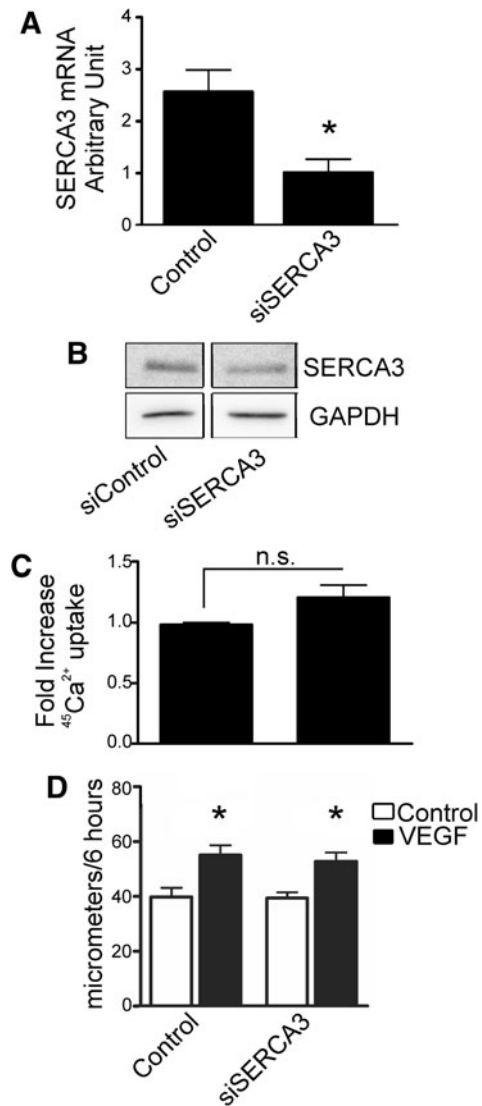 A
SERCA3 mRNA
Arbitrary Unit
4
3
2
1
0
*
Control
siSERCA3
B
SERCA3
GAPDH
siControl
siSERCA3
C
Fold Increase
⁴⁵Ca²⁺ uptake
1.5
1.0
0.5
0.0
n.s.
D
micrometers/6 hours
80
60
40
20
0
*
*
Control
VEGF
Control
siSERCA3